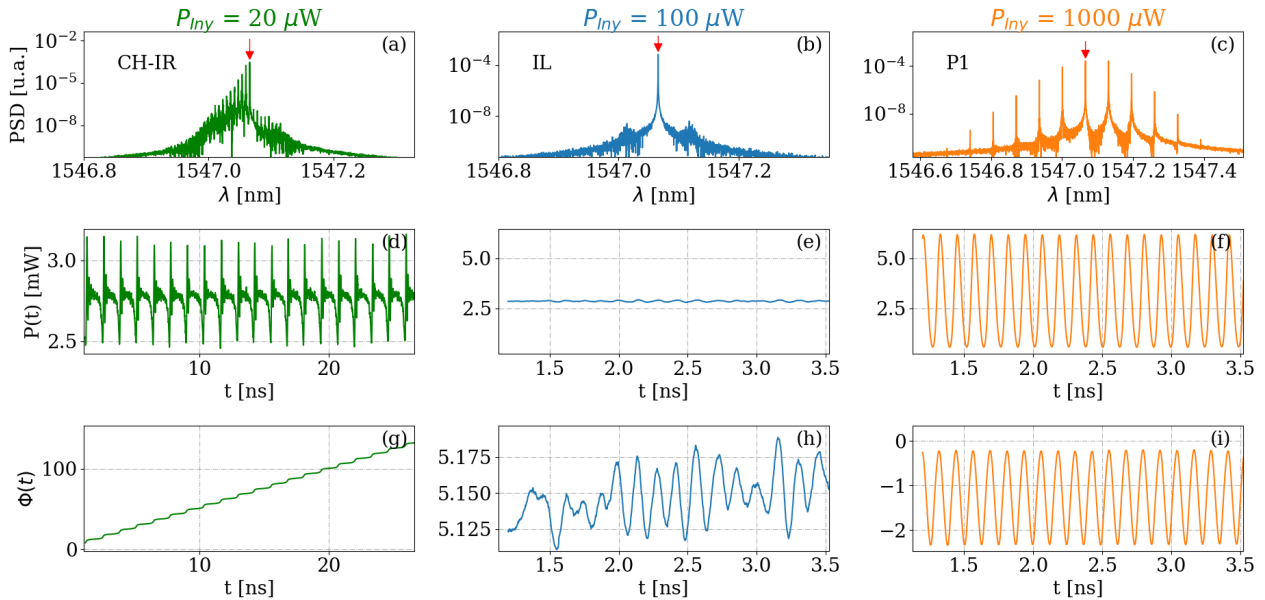 P_Iny = 20 μW
P_Iny = 100 μW
P_Iny = 1000 μW
PSD [u.a.]
10⁻²
10⁻⁵
10⁻⁸
CH-IR
(a)
1546.8 1547.0 1547.2
λ [nm]
10⁻⁴
10⁻⁸
IL
(b)
1546.8 1547.0 1547.2
λ [nm]
10⁻⁴
10⁻⁸
P1
(c)
1546.6 1546.8 1547.0 1547.2 1547.4
λ [nm]
P(t) [mW]
3.0
2.5
(d)
10 20
t [ns]
5.0
2.5
(e)
1.5 2.0 2.5 3.0 3.5
t [ns]
5.0
2.5
(f)
1.5 2.0 2.5 3.0 3.5
t [ns]
Φ(t)
100
0
(g)
10 20
t [ns]
5.175
5.150
5.125
(h)
1.5 2.0 2.5 3.0 3.5
t [ns]
0
−1
−2
(i)
1.5 2.0 2.5 3.0 3.5
t [ns]